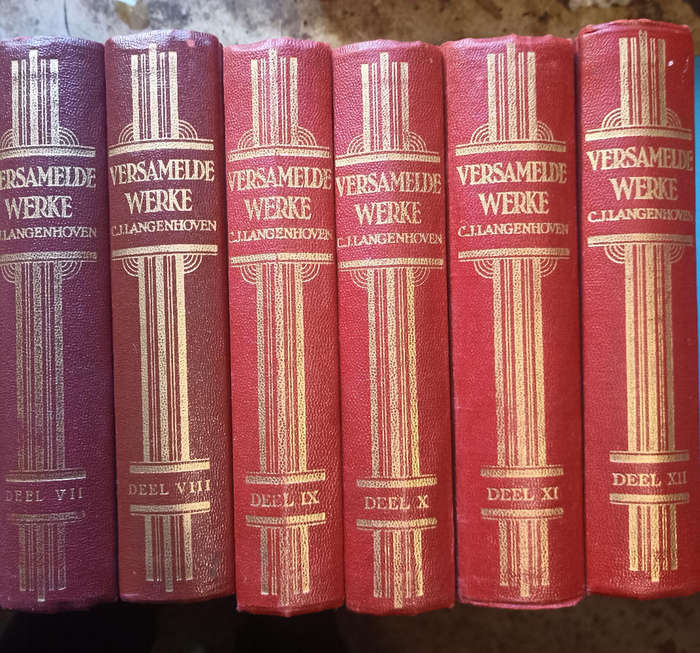 VERSAMELDE
WERKE
C.J.LANGENHOVEN
DEEL VII
VERSAMELDE
WERKE
C.J.LANGENHOVEN
DEEL VIII
VERSAMELDE
WERKE
C.J.LANGENHOVEN
DEEL IX
VERSAMELDE
WERKE
C.J.LANGENHOVEN
DEEL X
VERSAMELDE
WERKE
C.J.LANGENHOVEN
DEEL XI
VERSAMELDE
WERKE
C.J.LANGENHOVEN
DEEL XII